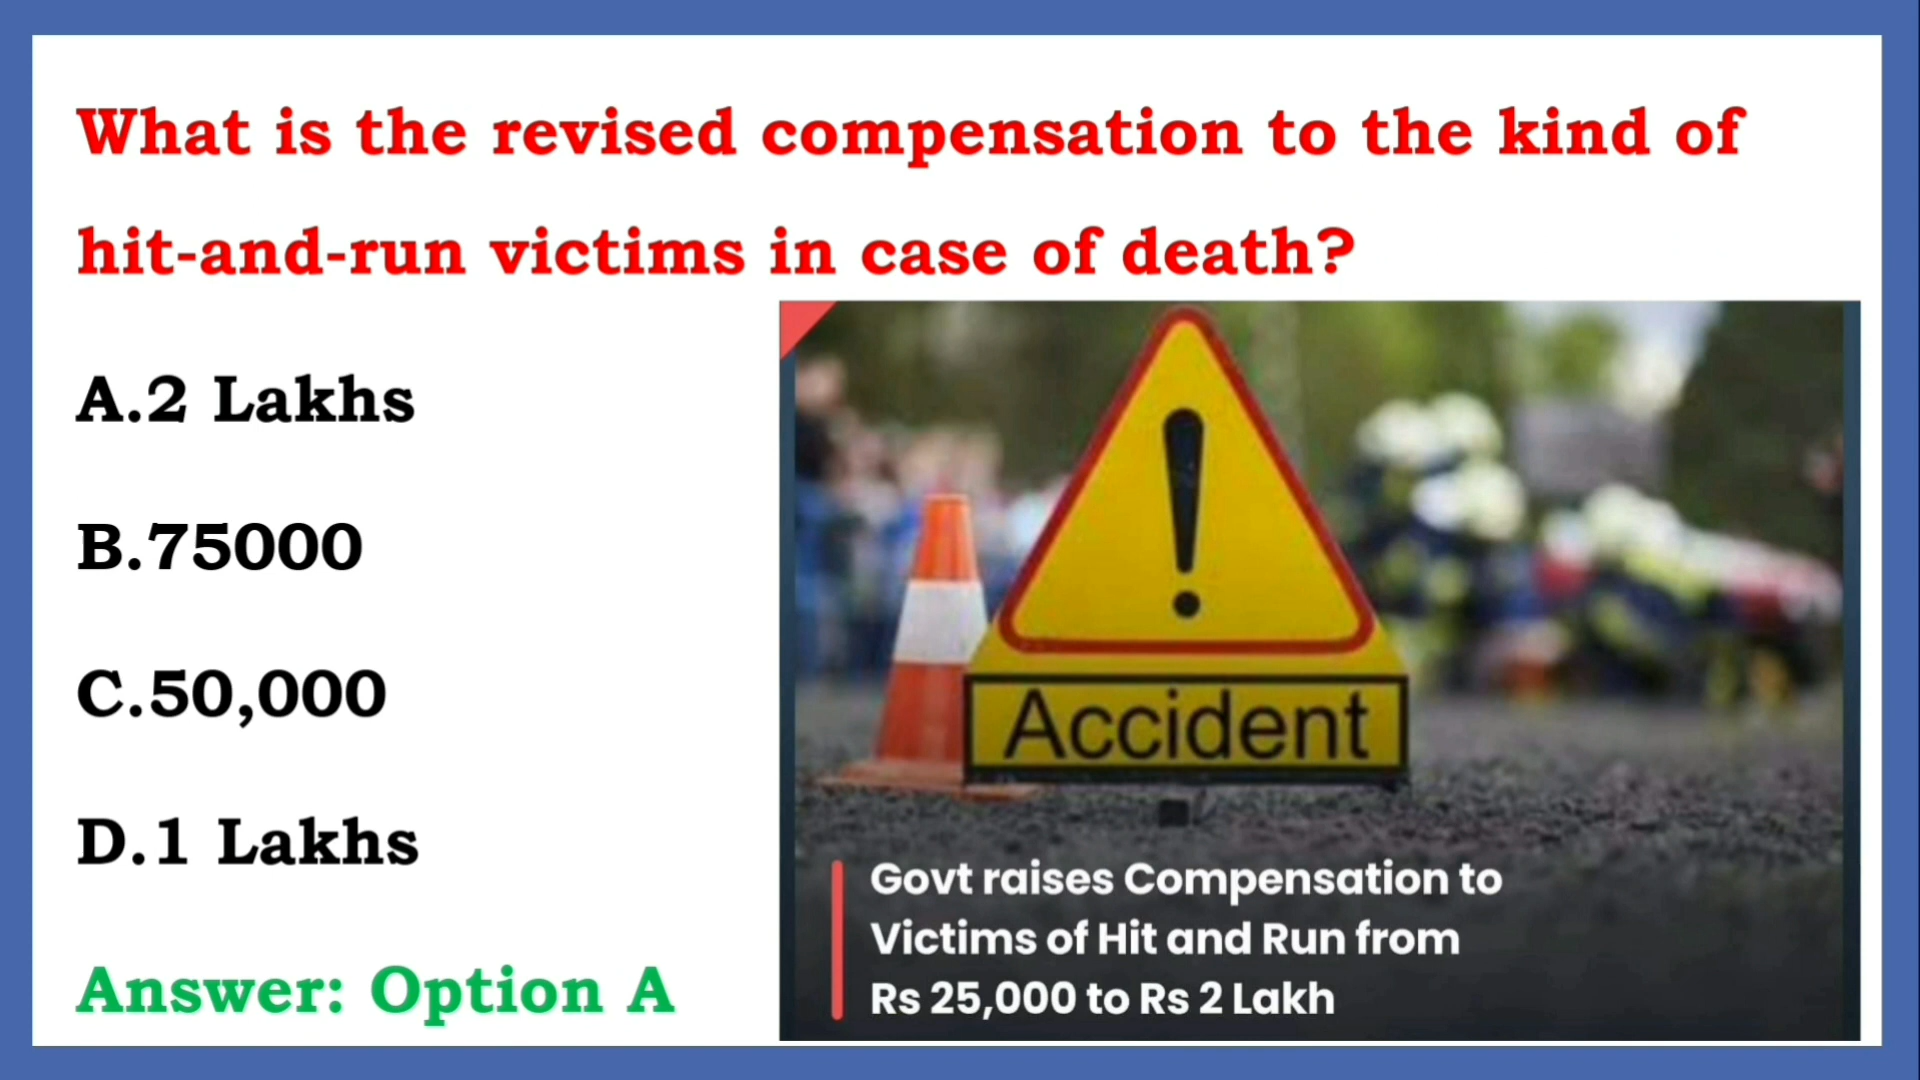 What is the revised compensation to the kind of
hit-and-run victims in case of death?
A.2 Lakhs
B.75000
C.50,000
D.1 Lakhs
Answer: Option A
Accident
Govt raises Compensation to
Victims of Hit and Run from
Rs 25,000 to Rs 2 Lakh